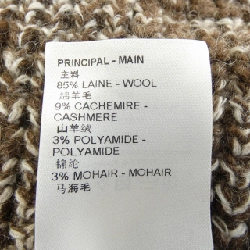 PRINCIPAL - MAIN
主料
85% LAINE - WOOL
绵羊毛
9% CACHEMIRE -
CASHMERE
山羊绒
3% POLYAMIDE -
POLYAMIDE
锦纶
3% MOHAIR - MOHAIR
马海毛